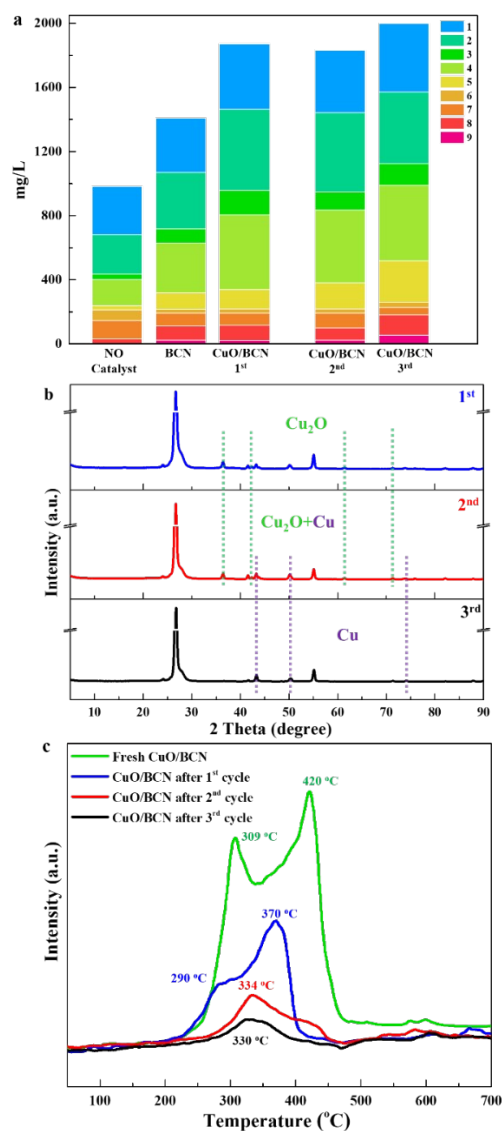 a
2000
1600
1200
800
400
0
mg/L
1
2
3
4
5
6
7
8
9
NO Catalyst
BCN
CuO/BCN 1st
CuO/BCN 2nd
CuO/BCN 3rd
b
Intensity (a.u.)
1st
Cu₂O
2nd
Cu₂O+Cu
3rd
Cu
10 20 30 40 50 60 70 80 90
2 Theta (degree)
c
Fresh CuO/BCN
CuO/BCN after 1st cycle
CuO/BCN after 2nd cycle
CuO/BCN after 3rd cycle
420 °C
309 °C
370 °C
290 °C
334 °C
330 °C
Intensity (a.u.)
100 200 300 400 500 600 700
Temperature (°C)